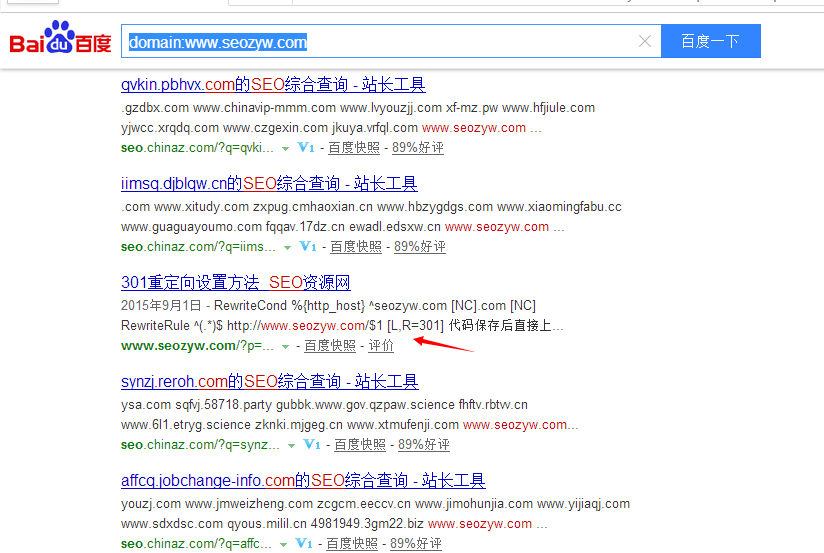 Bai du 百度 domain:www.seozyw.com 百度一下
qvkin.pbhvx.com的SEO综合查询 - 站长工具
.gzdbx.com www.chinavip-mmm.com www.lvyouzjj.com xf-mz.pw www.hfjiule.com
yjwcc.xrqdq.com www.czgexin.com jkuya.vrfql.com www.seozyw.com ...
seo.chinaz.com/?q=qvki... V1 - 百度快照 - 89%好评
iimsq.djblqw.cn的SEO综合查询 - 站长工具
.com www.xitudy.com zxpug.cmhaoxian.cn www.hbzygdgs.com www.xiaomingfabu.cc
www.guaguayoumo.com fqqav.17dz.cn ewadl.edsxw.cn www.seozyw.com ...
seo.chinaz.com/?q=iims... V1 - 百度快照 - 89%好评
301重定向设置方法_SEO资源网
2015年9月1日 - RewriteCond %{http_host} ^seozyw.com [NC].com [NC]
RewriteRule ^(.*)$ http://www.seozyw.com/$1 [L,R=301] 代码保存后直接上...
www.seozyw.com/?p=... - 百度快照 - 评价
synzj.reroh.com的SEO综合查询 - 站长工具
ysa.com sqfvj.58718.party gubbk.www.gov.qzpaw.science fhftv.rbtw.cn
www.6l1.etryg.science zknki.mjgeg.cn www.xtmufenji.com www.seozyw.com...
seo.chinaz.com/?q=synz... V1 - 百度快照 - 89%好评
affcq.jobchange-info.com的SEO综合查询 - 站长工具
youzj.com www.jmweizheng.com zcgcm.eeccv.cn www.jimohunjia.com www.yijiaqj.com
www.sdxdsc.com qyous.milil.cn 4981949.3gm22.biz www.seozyw.com ...
seo.chinaz.com/?q=affc... V1 - 百度快照 - 89%好评